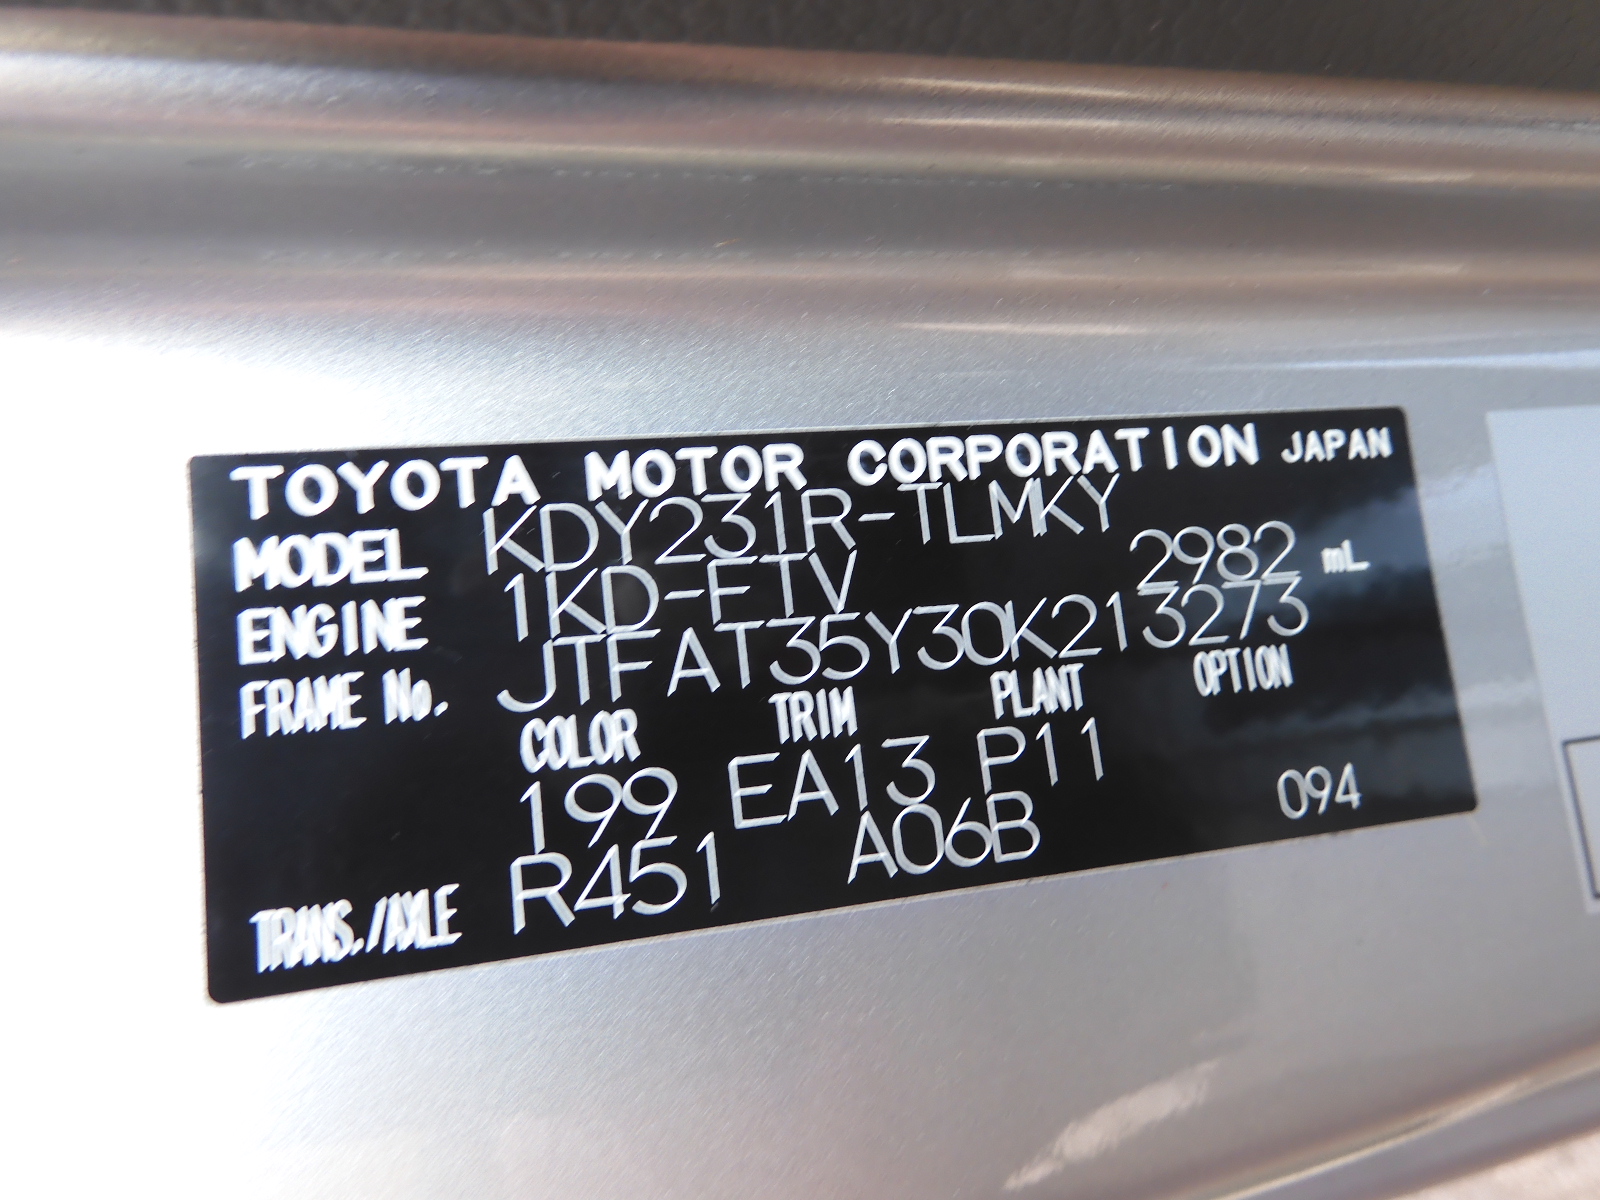 TOYOTA MOTOR CORPORATION JAPAN
MODEL KDY231R-TLMKY
ENGINE 1KD-FTV 2982 mL
FRAME No. JTFAT35Y30K213273
COLOR TRIM PLANT OPTION
199 EA13 P11
TRANS./AXLE R451 A06B 094